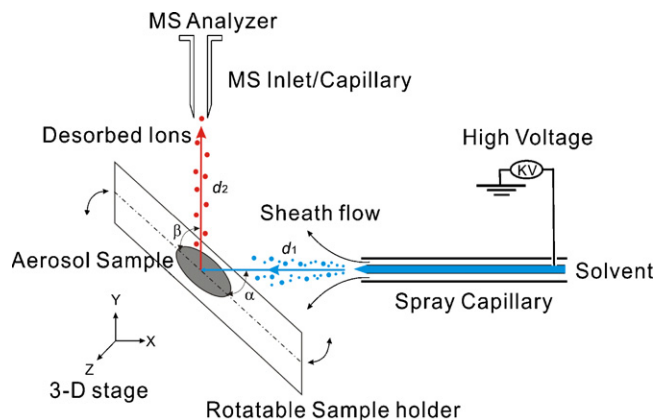 MS Analyzer
MS Inlet/Capillary
Desorbed Ions
High Voltage
KV
d2
Sheath flow
β
d1
Aerosol Sample
α
Solvent
Spray Capillary
Y
X
Z
3-D stage
Rotatable Sample holder